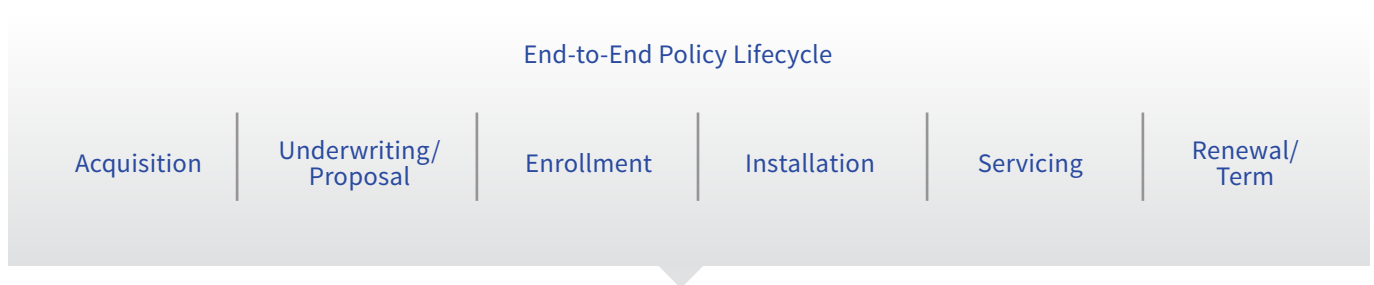 End-to-End Policy Lifecycle
Acquisition
Underwriting/
Proposal
Enrollment
Installation
Servicing
Renewal/
Term